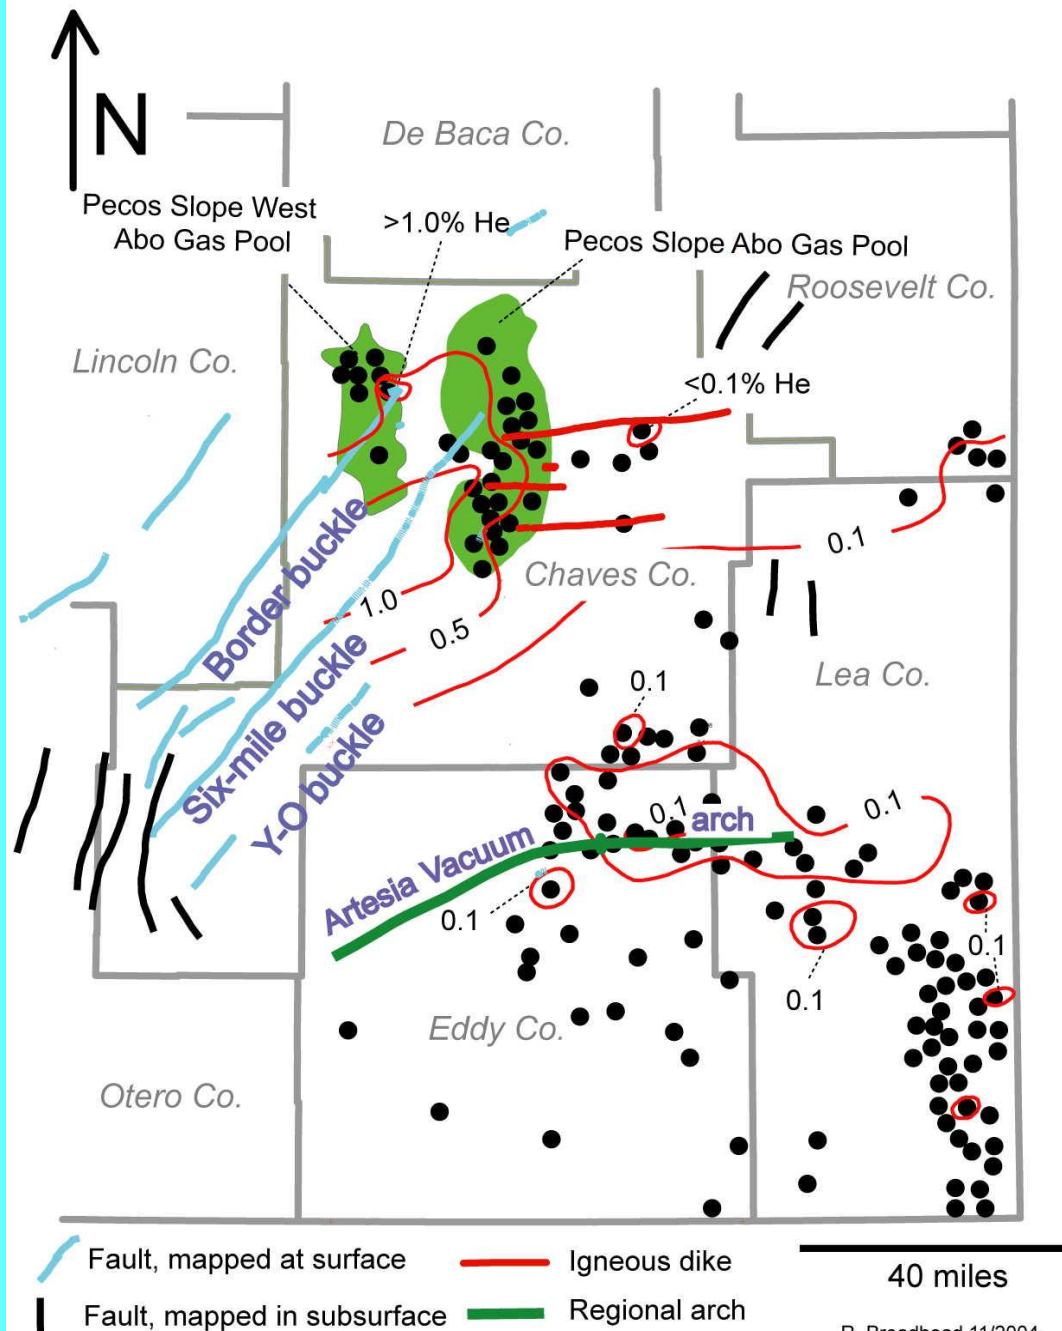 N
De Baca Co.
Pecos Slope West
Abo Gas Pool
>1.0% He
Pecos Slope Abo Gas Pool
Roosevelt Co.
Lincoln Co.
<0.1% He
0.1
Border buckle
Chaves Co.
1.0
0.5
Six-mile buckle
Y-O buckle
Lea Co.
0.1
0.1
0.1
arch
Artesia Vacuum
0.1
0.1
0.1
Eddy Co.
Otero Co.
Fault, mapped at surface
Igneous dike
40 miles
Fault, mapped in subsurface
Regional arch
R. Broadhead 11/2004